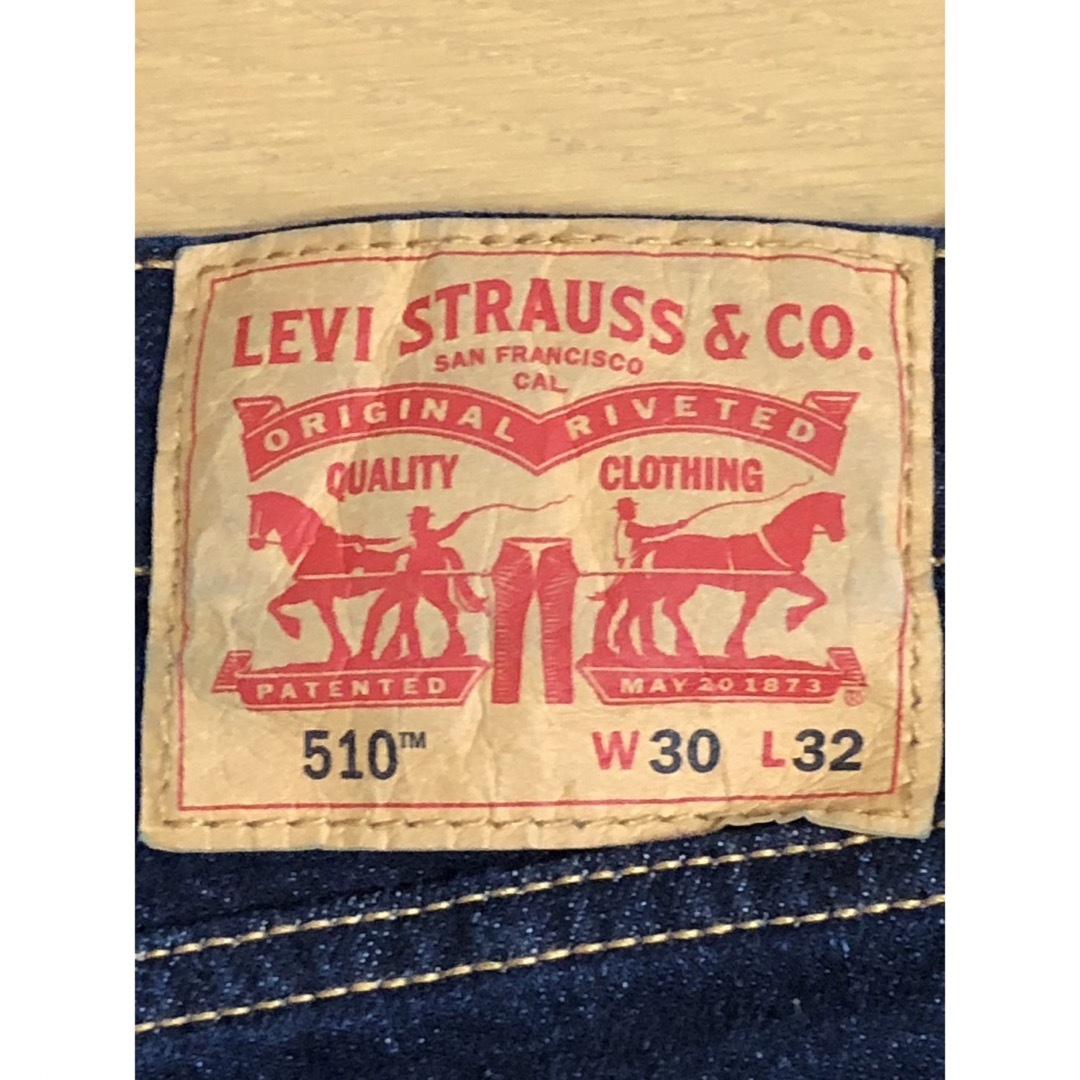 LEVI STRAUSS & CO.
SAN FRANCISCO
CAL
ORIGINAL RIVETED
QUALITY CLOTHING
PATENTED MAY 20 1873 ®
510™ W30 L32